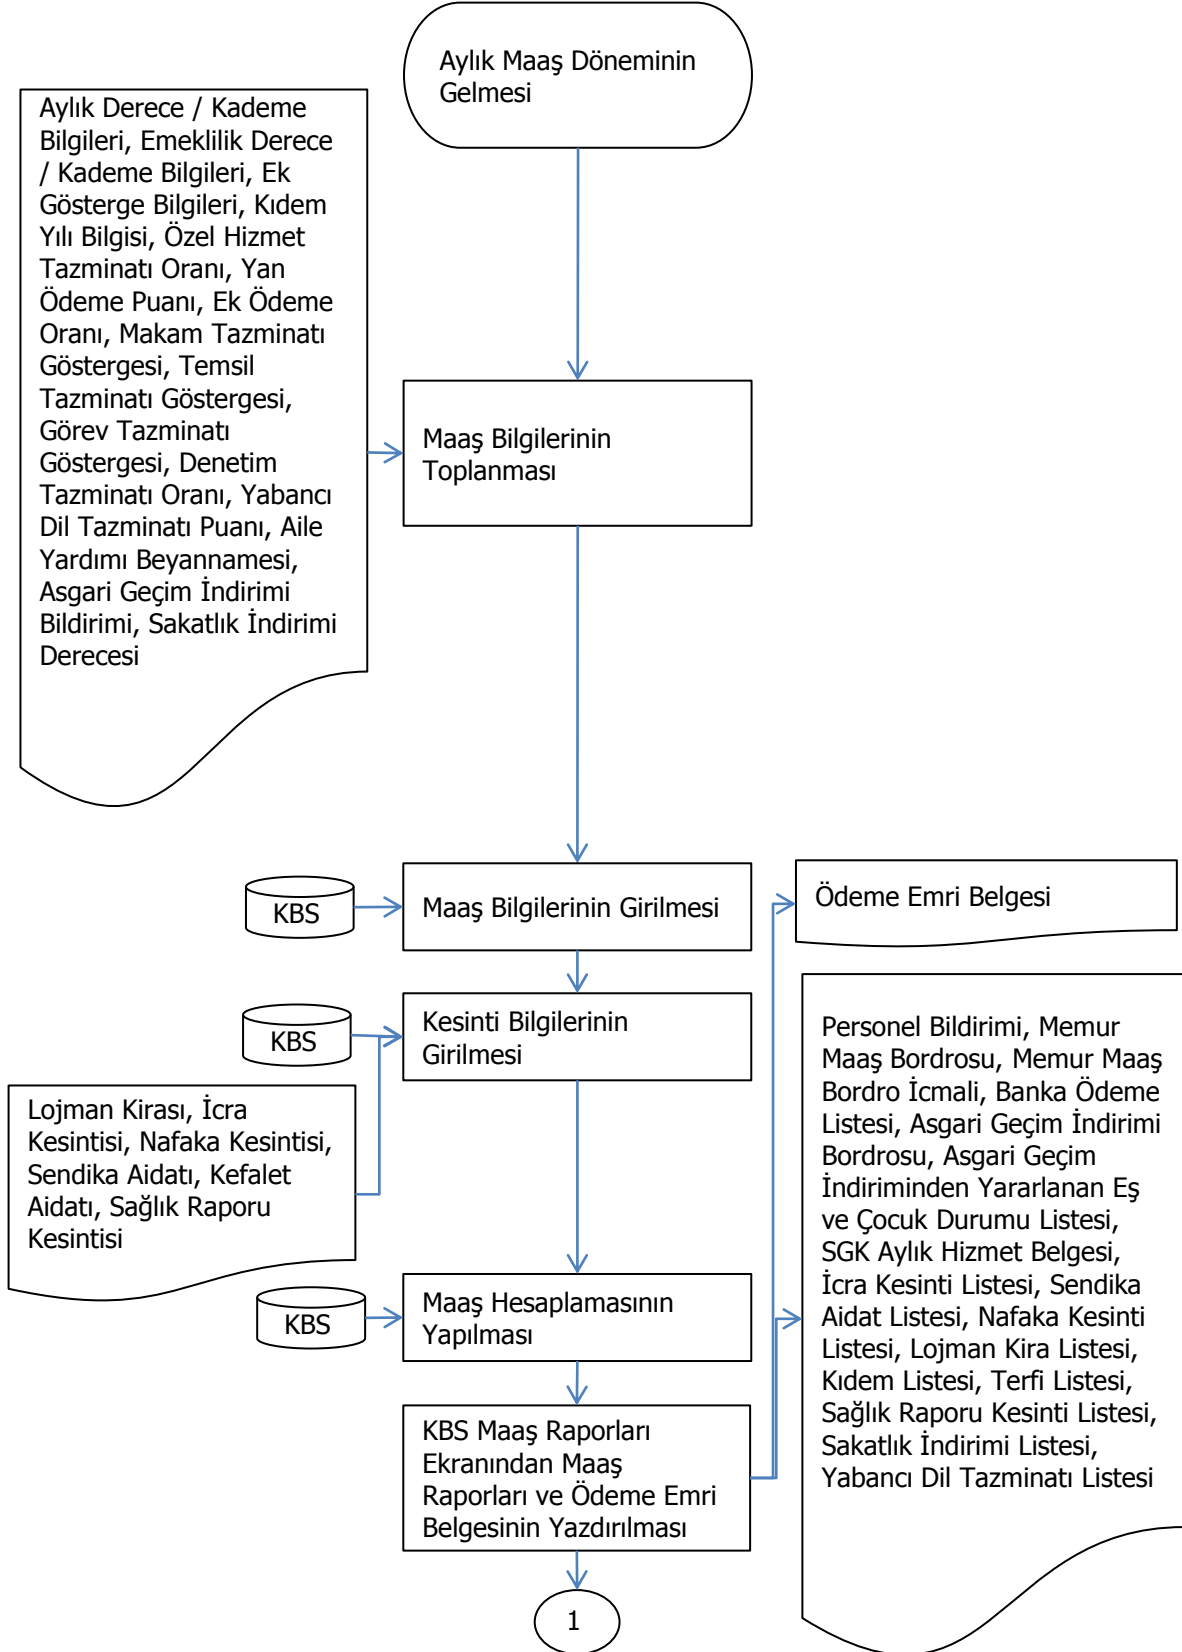 Aylık Maaş Döneminin
Gelmesi
Aylık Derece / Kademe
Bilgileri, Emeklilik Derece
/ Kademe Bilgileri, Ek
Gösterge Bilgileri, Kıdem
Yılı Bilgisi, Özel Hizmet
Tazminatı Oranı, Yan
Ödeme Puanı, Ek Ödeme
Oranı, Makam Tazminatı
Göstergesi, Temsil
Tazminatı Göstergesi,
Görev Tazminatı
Göstergesi, Denetim
Tazminatı Oranı, Yabancı
Dil Tazminatı Puanı, Aile
Yardımı Beyannamesi,
Asgari Geçim İndirimi
Bildirimi, Sakatlık İndirimi
Derecesi
Maaş Bilgilerinin
Toplanması
KBS
Maaş Bilgilerinin Girilmesi
Ödeme Emri Belgesi
KBS
Kesinti Bilgilerinin
Girilmesi
Lojman Kirası, İcra
Kesintisi, Nafaka Kesintisi,
Sendika Aidatı, Kefalet
Aidatı, Sağlık Raporu
Kesintisi
Personel Bildirimi, Memur
Maaş Bordrosu, Memur Maaş
Bordro İcmali, Banka Ödeme
Listesi, Asgari Geçim İndirimi
Bordrosu, Asgari Geçim
İndiriminden Yararlanan Eş
ve Çocuk Durumu Listesi,
SGK Aylık Hizmet Belgesi,
İcra Kesinti Listesi, Sendika
Aidat Listesi, Nafaka Kesinti
Listesi, Lojman Kira Listesi,
Kıdem Listesi, Terfi Listesi,
Sağlık Raporu Kesinti Listesi,
Sakatlık İndirimi Listesi,
Yabancı Dil Tazminatı Listesi
KBS
Maaş Hesaplamasının
Yapılması
KBS Maaş Raporları
Ekranından Maaş
Raporları ve Ödeme Emri
Belgesinin Yazdırılması
1